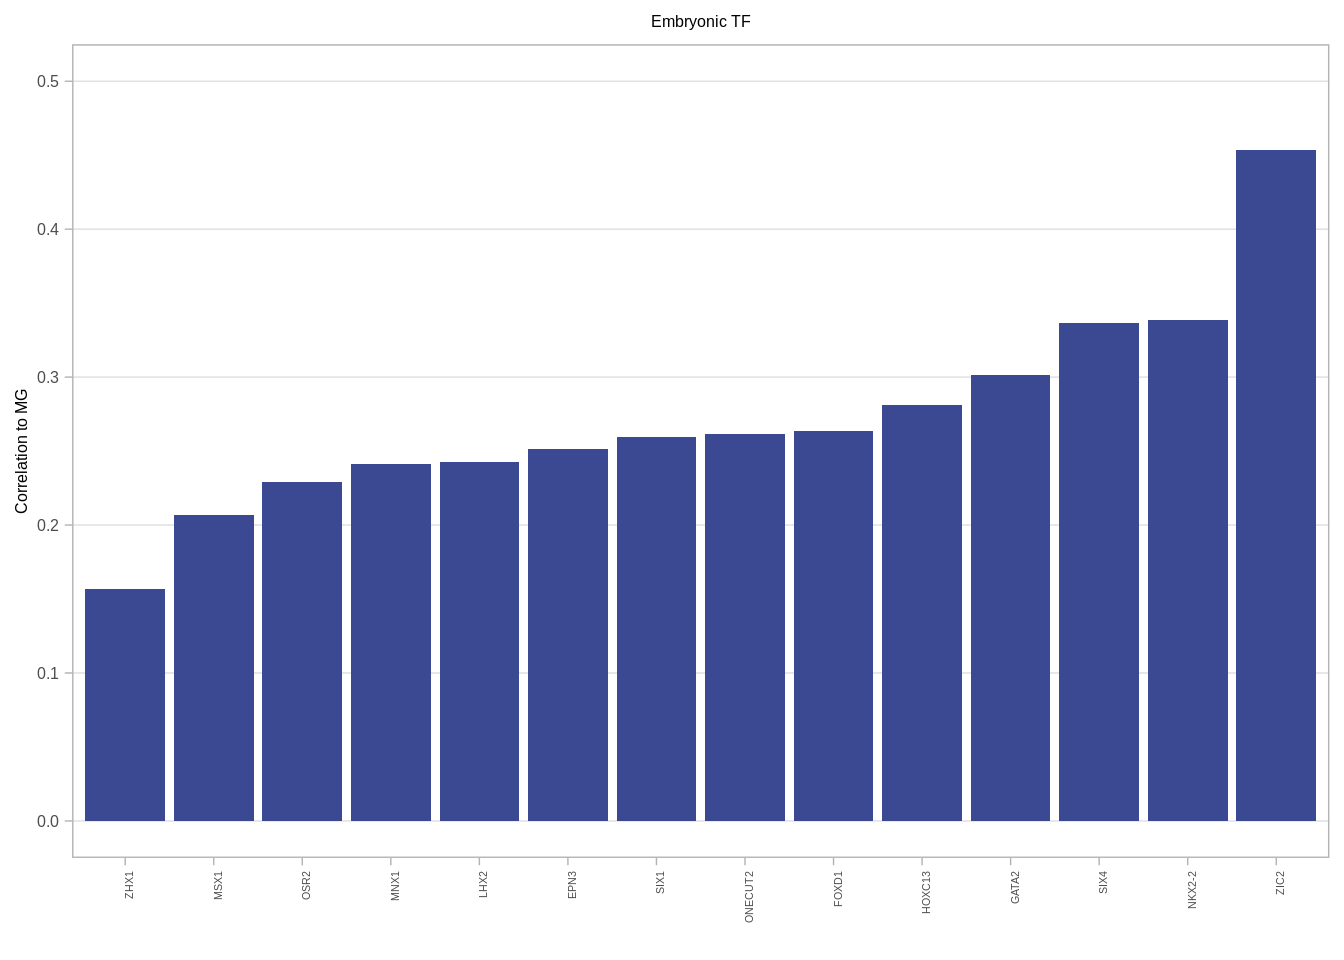 Embryonic TF
Correlation to MG
0.5
0.4
0.3
0.2
0.1
0.0
ZHX1
MSX1
OSR2
MNX1
LHX2
EPN3
SIX1
ONECUT2
FOXD1
HOXC13
GATA2
SIX4
NKX2-2
ZIC2